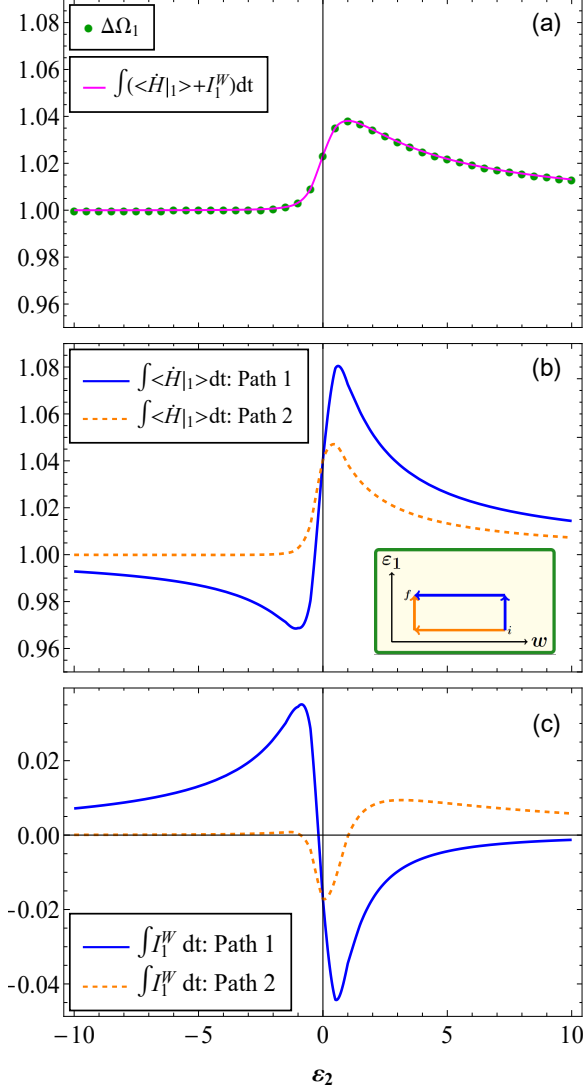 1.08
1.06
1.04
1.02
1.00
0.98
0.96
(a)
ΔΩ₁
∫(<Ḣ|₁>+I₁ᵂ)dt
1.08
1.06
1.04
1.02
1.00
0.98
0.96
(b)
∫<Ḣ|₁>dt: Path 1
∫<Ḣ|₁>dt: Path 2
ε₁
f
i
w
0.02
0.00
-0.02
-0.04
(c)
∫I₁ᵂ dt: Path 1
∫I₁ᵂ dt: Path 2
−10 −5 0 5 10
ε₂